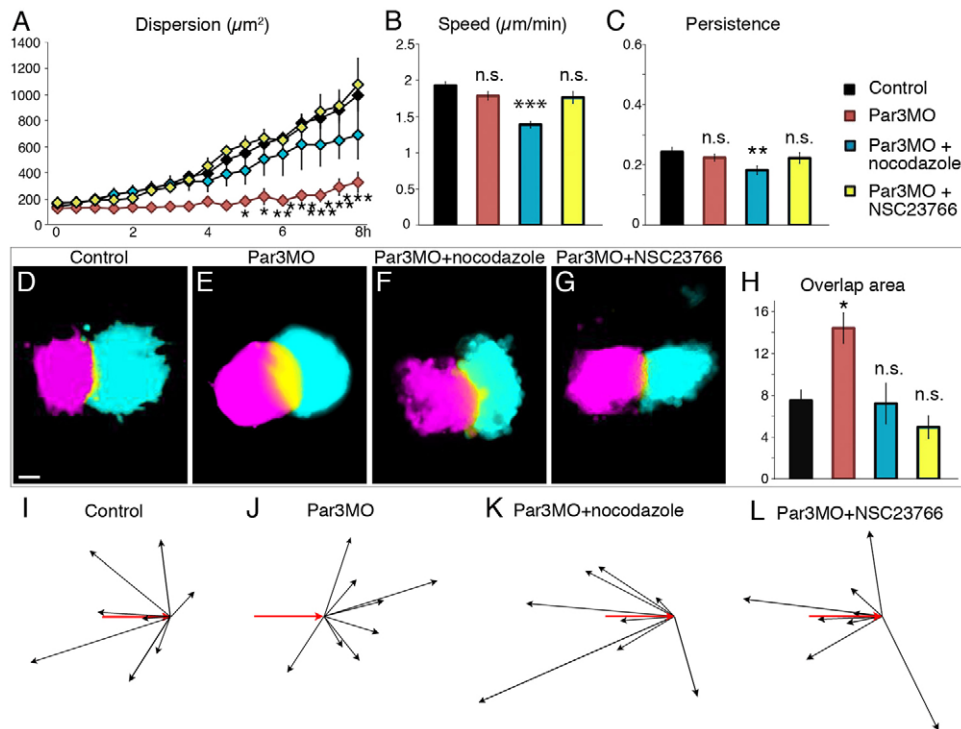 A
Dispersion (µm²)
1400
1200
1000
800
600
400
200
0
2
4
6
8h
* * ** ** *** ** ** **
B
Speed (µm/min)
2
1.5
1
0.5
0
n.s.
***
n.s.
C
Persistence
0.6
0.4
0.2
0
n.s.
**
n.s.
Control
Par3MO
Par3MO +
nocodazole
Par3MO +
NSC23766
Control
Par3MO
Par3MO+nocodazole
Par3MO+NSC23766
D
E
F
G
H
Overlap area
16
12
8
4
0
*
n.s.
n.s.
I
Control
J
Par3MO
K
Par3MO+nocodazole
L
Par3MO+NSC23766